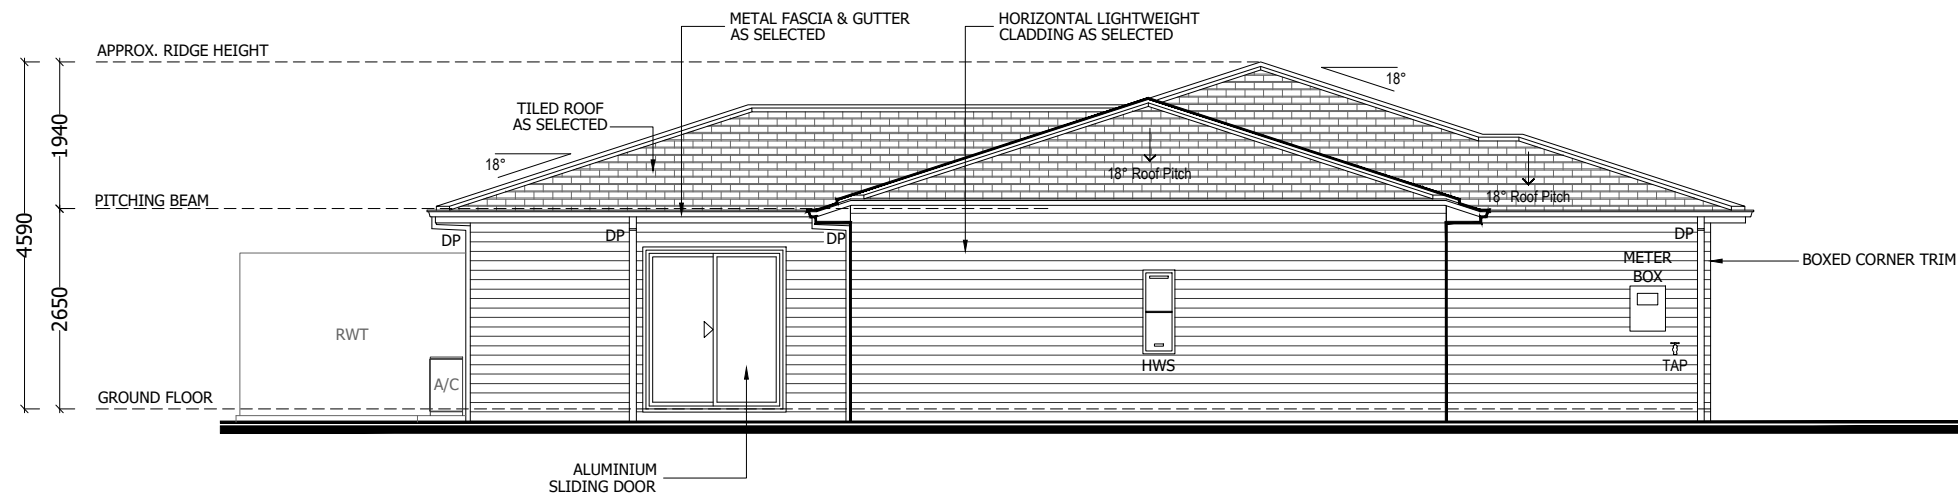 METAL FASCIA & GUTTER
AS SELECTED
HORIZONTAL LIGHTWEIGHT
CLADDING AS SELECTED
APPROX. RIDGE HEIGHT
18°
TILED ROOF
AS SELECTED
1940
18°
18° Roof Pitch
18° Roof Pitch
PITCHING BEAM
4590
DP
DP
DP
DP
METER
BOX
BOXED CORNER TRIM
2650
RWT
HWS
TAP
A/C
GROUND FLOOR
ALUMINIUM
SLIDING DOOR